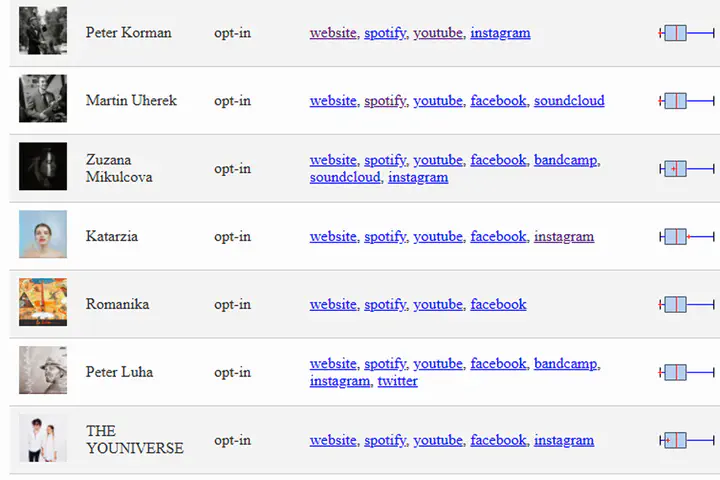 Peter Korman opt-in website, spotify, youtube, instagram
Martin Uherek opt-in website, spotify, youtube, facebook, soundcloud
Zuzana
Mikulcova
opt-in
website, spotify, youtube, facebook, bandcamp,
soundcloud, instagram
Katarzia opt-in website, spotify, youtube, facebook, instagram
Romanika opt-in website, spotify, youtube, facebook
Peter Luha opt-in
website, spotify, youtube, facebook, bandcamp,
instagram, twitter
THE
YOUNIVERSE
opt-in website, spotify, youtube, facebook, instagram